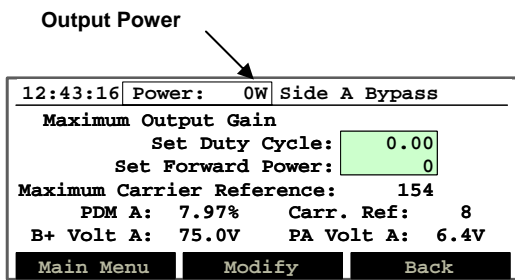 Output Power
12:43:16 Power: 0W Side A Bypass
Maximum Output Gain
Set Duty Cycle: 0.00
Set Forward Power: 0
Maximum Carrier Reference: 154
PDM A: 7.97% Carr. Ref: 8
B+ Volt A: 75.0V PA Volt A: 6.4V
Main Menu Modify Back